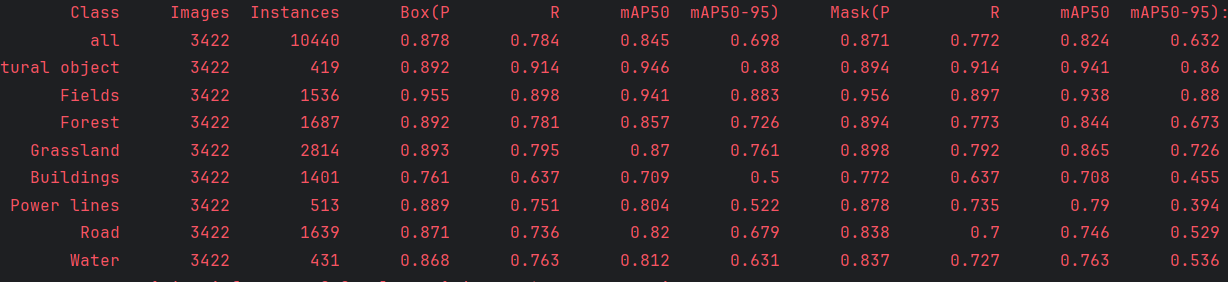 Class Images Instances Box(P R mAP50 mAP50-95) Mask(P R mAP50 mAP50-95):
all 3422 10440 0.878 0.784 0.845 0.698 0.871 0.772 0.824 0.632
tural object 3422 419 0.892 0.914 0.946 0.88 0.894 0.914 0.941 0.86
Fields 3422 1536 0.955 0.898 0.941 0.883 0.956 0.897 0.938 0.88
Forest 3422 1687 0.892 0.781 0.857 0.726 0.894 0.773 0.844 0.673
Grassland 3422 2814 0.893 0.795 0.87 0.761 0.898 0.792 0.865 0.726
Buildings 3422 1401 0.761 0.637 0.709 0.5 0.772 0.637 0.708 0.455
Power lines 3422 513 0.889 0.751 0.804 0.522 0.878 0.735 0.79 0.394
Road 3422 1639 0.871 0.736 0.82 0.679 0.838 0.7 0.746 0.529
Water 3422 431 0.868 0.763 0.812 0.631 0.837 0.727 0.763 0.536